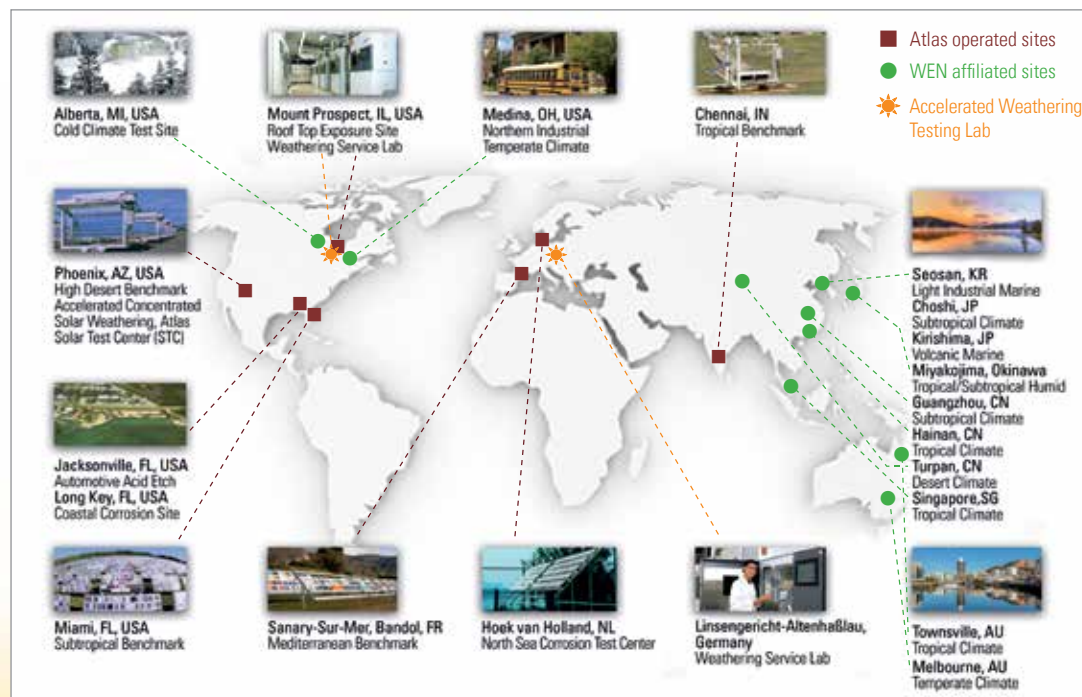 Atlas operated sites
WEN affiliated sites
Accelerated Weathering
Testing Lab
Alberta, MI, USA
Cold Climate Test Site
Mount Prospect, IL, USA
Roof Top Exposure Site
Weathering Service Lab
Medina, OH, USA
Northern Industrial
Temperate Climate
Chennai, IN
Tropical Benchmark
Phoenix, AZ, USA
High Desert Benchmark
Accelerated Concentrated
Solar Weathering, Atlas
Solar Test Center (STC)
Seosan, KR
Light Industrial Marine
Choshi, JP
Subtropical Climate
Kirishima, JP
Volcanic Marine
Miyakojima, Okinawa
Tropical/Subtropical Humid
Guangzhou, CN
Subtropical Climate
Hainan, CN
Tropical Climate
Turpan, CN
Desert Climate
Singapore,SG
Tropical Climate
Jacksonville, FL, USA
Automotive Acid Etch
Long Key, FL, USA
Coastal Corrosion Site
Miami, FL, USA
Subtropical Benchmark
Sanary-Sur-Mer, Bandol, FR
Mediterranean Benchmark
Hoek van Holland, NL
North Sea Corrosion Test Center
Linsengericht-Altenhaßlau,
Germany
Weathering Service Lab
Townsville, AU
Tropical Climate
Melbourne, AU
Temperate Climate